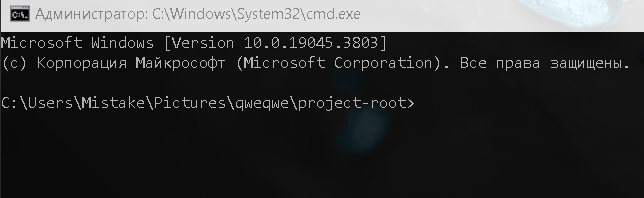 Администратор: C:\Windows\System32\cmd.exe
Microsoft Windows [Version 10.0.19045.3803]
(c) Корпорация Майкрософт (Microsoft Corporation). Все права защищены.
C:\Users\Mistake\Pictures\qweqwe\project-root>